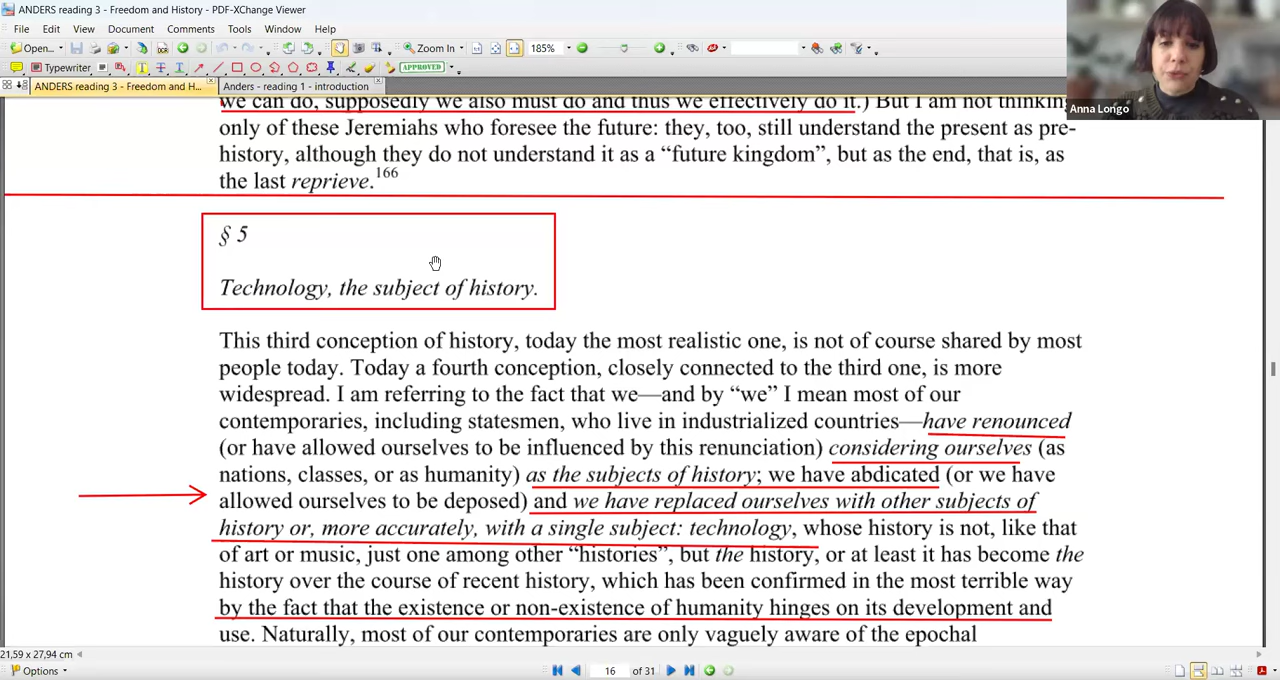 ANDERS reading 3 - Freedom and History - PDF-XChange Viewer
File Edit View Document Comments Tools Window Help
Open... Zoom In 185%
Typewriter APPROVED
ANDERS reading 3 - Freedom and H... Anders - reading 1 - introduction
Anna Longo
we can do, supposedly we also must do and thus we effectively do it.) But I am not thinking
only of these Jeremiahs who foresee the future: they, too, still understand the present as pre-
history, although they do not understand it as a “future kingdom”, but as the end, that is, as
the last reprieve.166
§ 5
Technology, the subject of history.
This third conception of history, today the most realistic one, is not of course shared by most
people today. Today a fourth conception, closely connected to the third one, is more
widespread. I am referring to the fact that we—and by “we” I mean most of our
contemporaries, including statesmen, who live in industrialized countries—have renounced
(or have allowed ourselves to be influenced by this renunciation) considering ourselves (as
nations, classes, or as humanity) as the subjects of history; we have abdicated (or we have
allowed ourselves to be deposed) and we have replaced ourselves with other subjects of
history or, more accurately, with a single subject: technology, whose history is not, like that
of art or music, just one among other “histories”, but the history, or at least it has become the
history over the course of recent history, which has been confirmed in the most terrible way
by the fact that the existence or non-existence of humanity hinges on its development and
use. Naturally, most of our contemporaries are only vaguely aware of the epochal
21,59 x 27,94 cm
Options 16 of 31